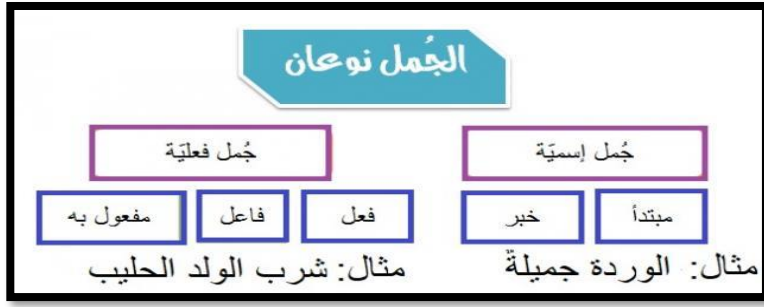 الجُمل نوعان
جُمل إسميّة
جُمل فعليّة
مبتدأ
خبر
فعل
فاعل
مفعول به
مثال: الوردة جميلةٌ
مثال: شرب الولد الحليب